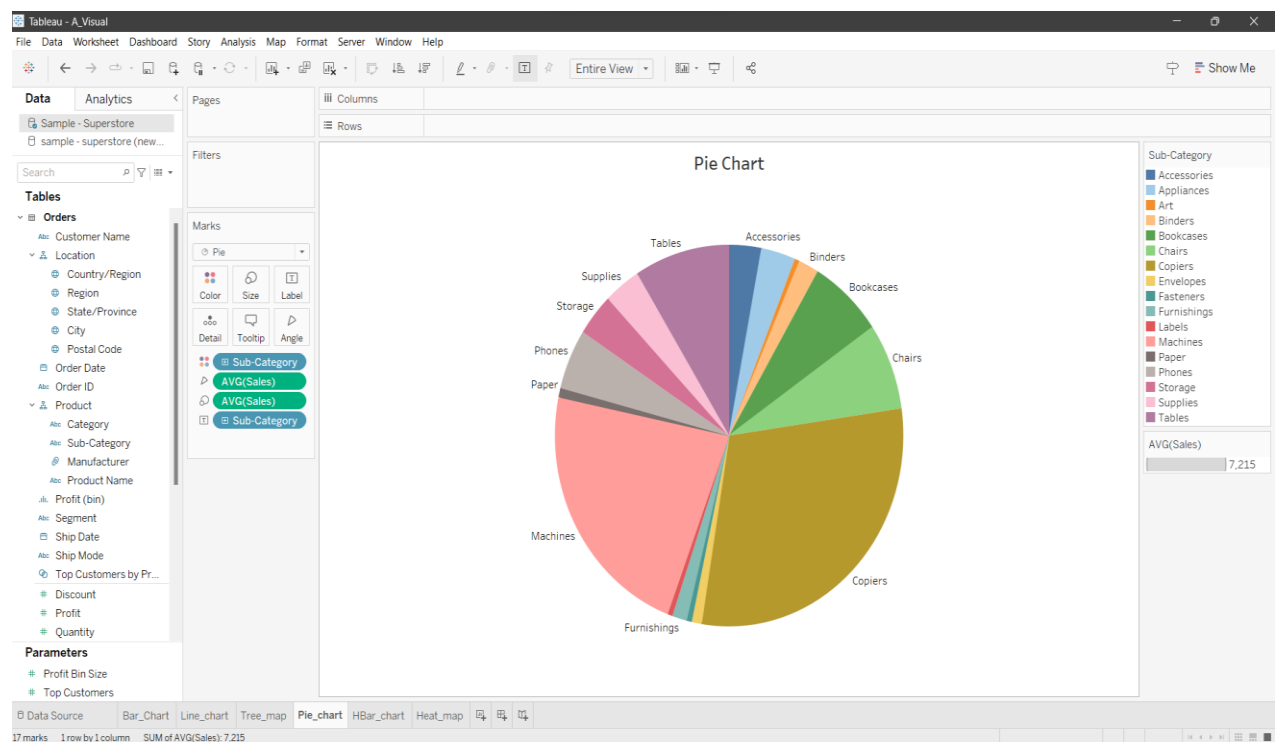 Tableau - A_Visual
File Data Worksheet Dashboard Story Analysis Map Format Server Window Help
Entire View
Show Me
Data Analytics
Sample - Superstore
sample - superstore (new...
Search
Tables
Orders
Abc Customer Name
Location
Country/Region
Region
State/Province
City
Postal Code
Order Date
Abc Order ID
Product
Abc Category
Abc Sub-Category
Manufacturer
Abc Product Name
Profit (bin)
Abc Segment
Ship Date
Abc Ship Mode
Top Customers by Pr...
# Discount
# Profit
# Quantity
Parameters
# Profit Bin Size
# Top Customers
Pages
Filters
Marks
Pie
Color Size Label
Detail Tooltip Angle
Sub-Category
AVG(Sales)
AVG(Sales)
Sub-Category
Columns
Rows
Pie Chart
Accessories
Binders
Bookcases
Chairs
Copiers
Furnishings
Machines
Paper
Phones
Storage
Supplies
Tables
Sub-Category
Accessories
Appliances
Art
Binders
Bookcases
Chairs
Copiers
Envelopes
Fasteners
Furnishings
Labels
Machines
Paper
Phones
Storage
Supplies
Tables
AVG(Sales)
7,215
Data Source Bar_Chart Line_chart Tree_map Pie_chart HBar_chart Heat_map
17 marks 1 row by 1 column SUM of AVG(Sales): 7,215